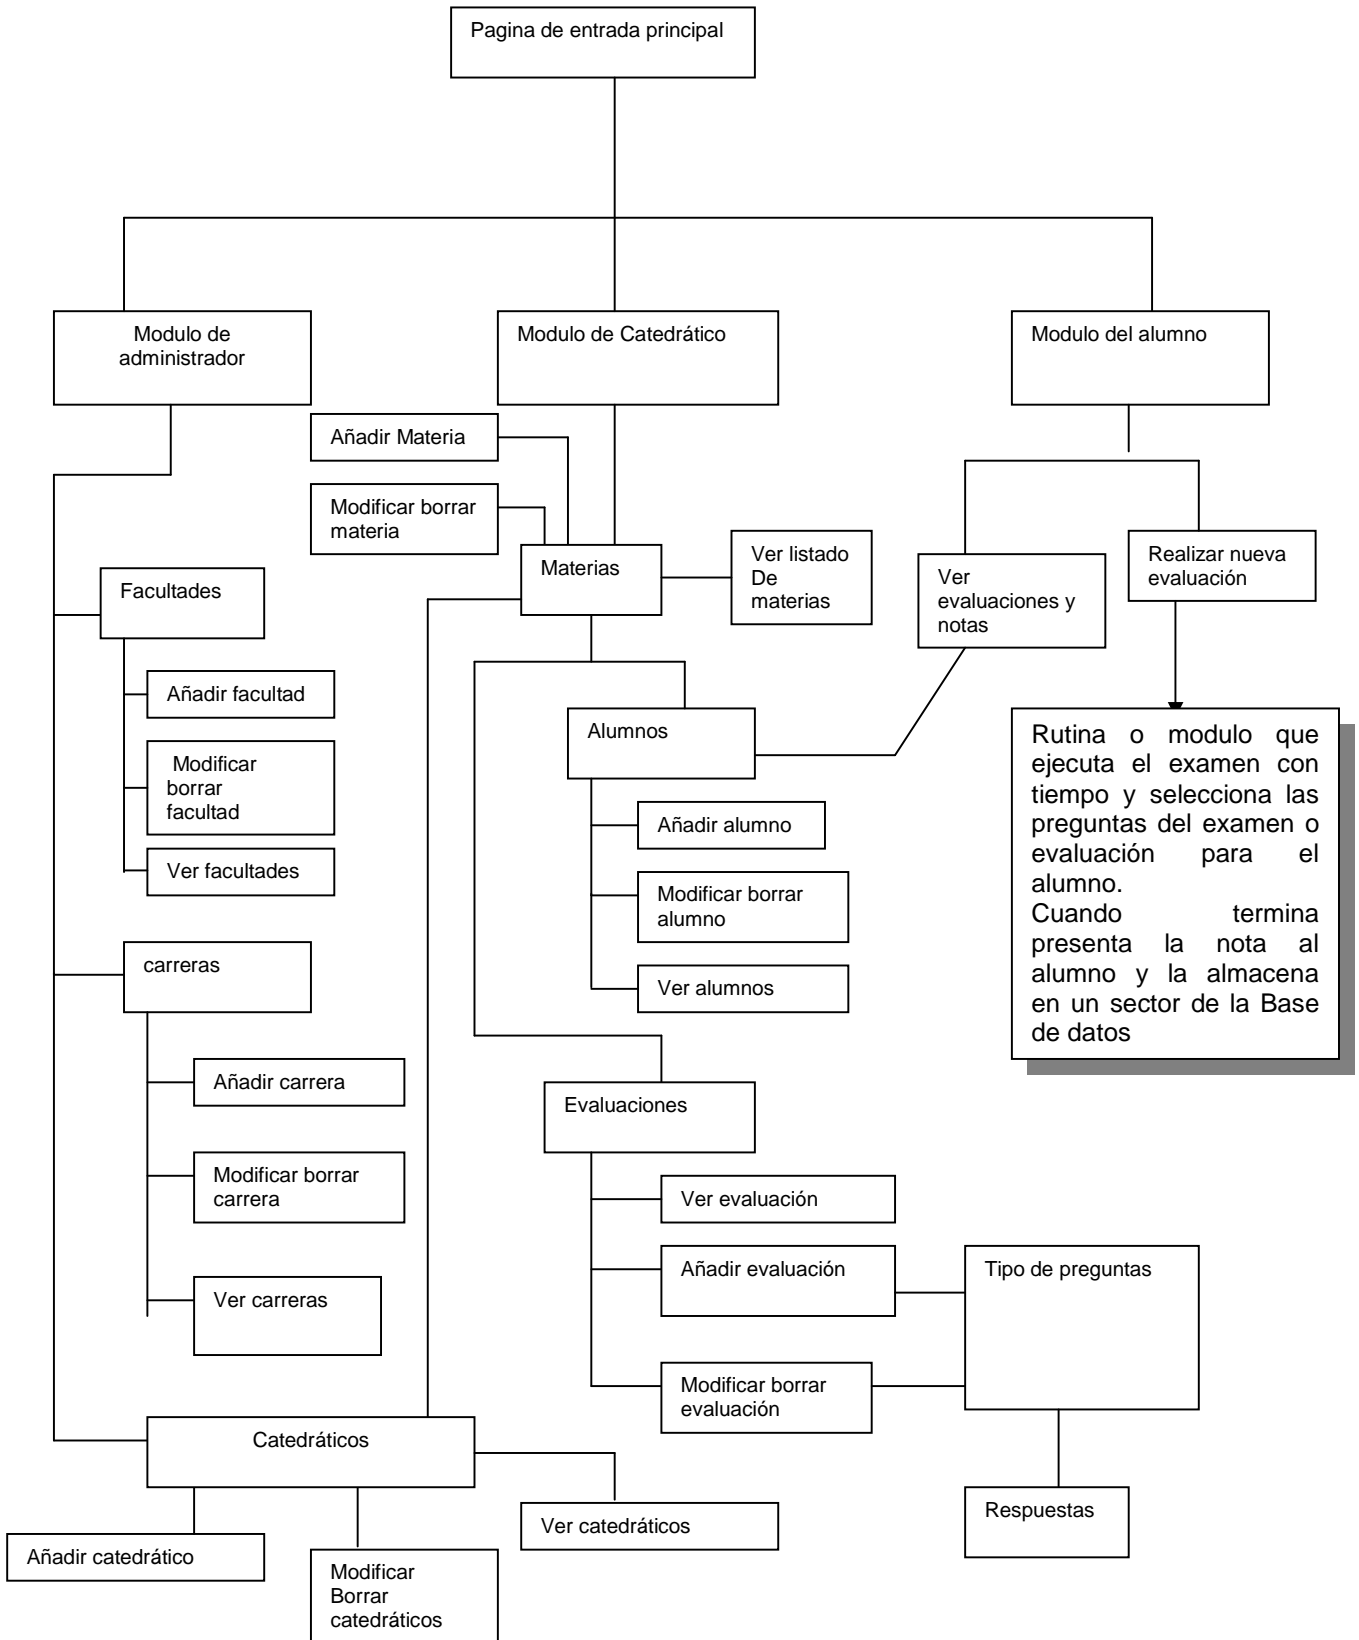 Pagina de entrada principal
Modulo de
administrador
Modulo de Catedrático
Modulo del alumno
Añadir Materia
Modificar borrar
materia
Materias
Ver listado
De
materias
Ver
evaluaciones y
notas
Realizar nueva
evaluación
Facultades
Añadir facultad
Modificar
borrar
facultad
Ver facultades
Alumnos
Añadir alumno
Modificar borrar
alumno
Ver alumnos
Rutina o modulo que
ejecuta el examen con
tiempo y selecciona las
preguntas del examen o
evaluación para el
alumno.
Cuando termina
presenta la nota al
alumno y la almacena
en un sector de la Base
de datos
carreras
Añadir carrera
Modificar borrar
carrera
Ver carreras
Evaluaciones
Ver evaluación
Añadir evaluación
Modificar borrar
evaluación
Tipo de preguntas
Respuestas
Catedráticos
Añadir catedrático
Modificar
Borrar
catedráticos
Ver catedráticos